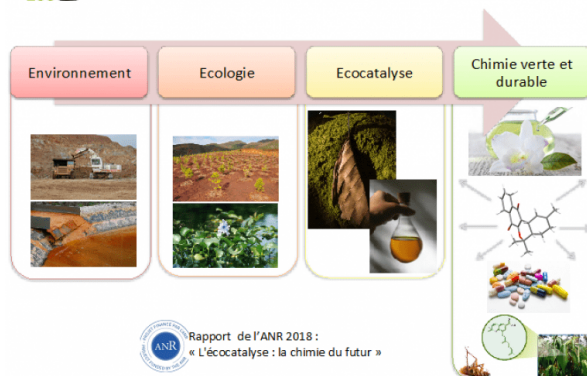 Environnement
Ecologie
Ecocatalyse
Chimie verte et
durable
ANR
Rapport de l'ANR 2018 :
« L'écocatalyse : la chimie du futur »